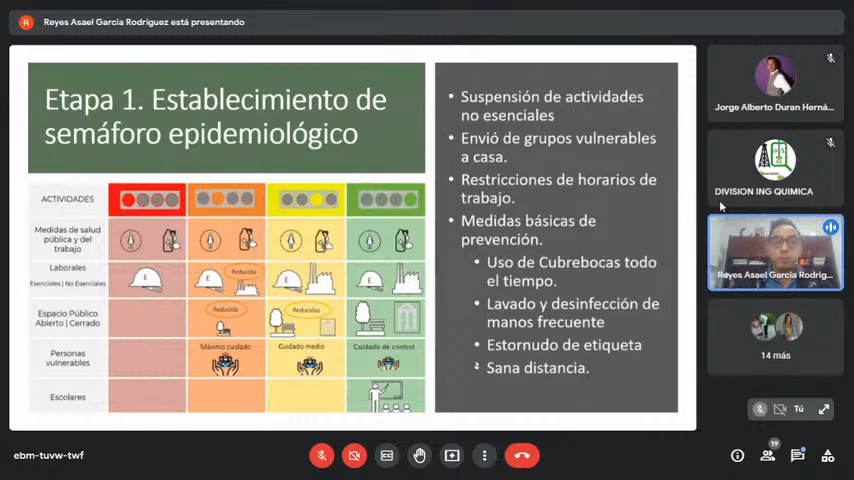 R
Reyes Asael Garcia Rodriguez está presentando
Etapa 1. Establecimiento de
semáforo epidemiológico
ACTIVIDADES
Medidas de salud
pública y del
trabajo
Laborales
Esenciales | No Esenciales
E
E
Reducida
E
E
Espacio Público
Abierto | Cerrado
Reducida
Reducidas
Personas
vulnerables
Máximo cuidado
Cuidado medio
Cuidado de control
Escolares
• Suspensión de actividades
no esenciales
• Envió de grupos vulnerables
a casa.
• Restricciones de horarios de
trabajo.
• Medidas básicas de
prevención.
• Uso de Cubrebocas todo
el tiempo.
• Lavado y desinfección de
manos frecuente
• Estornudo de etiqueta
• Sana distancia.
Jorge Alberto Duran Herná...
DIVISION ING QUIMICA
Reyes Asael Garcia Rodrig...
14 más
Tú
ebm-tuvw-twf
19